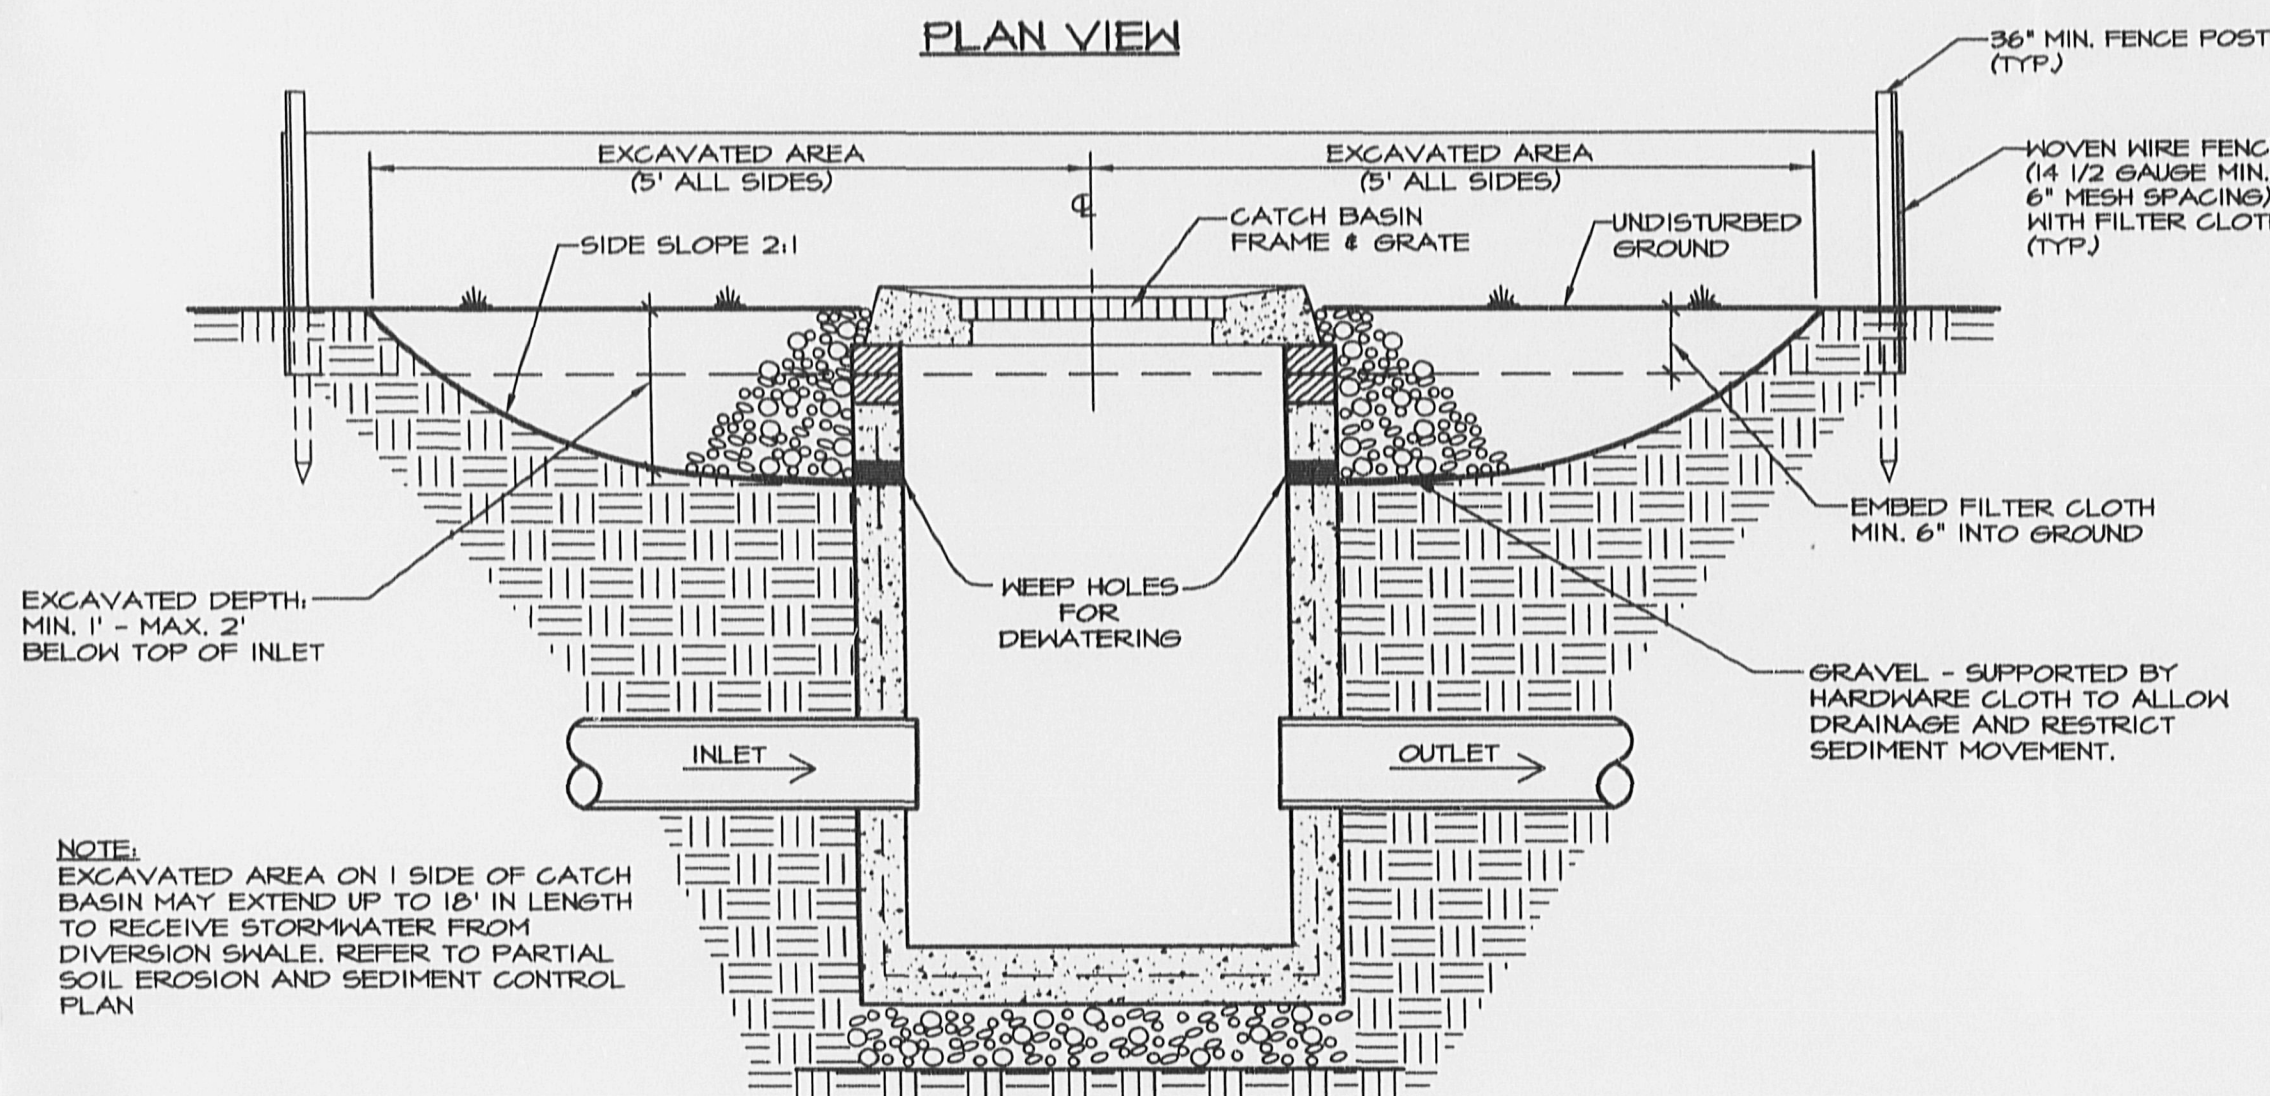 PLAN VIEW
36" MIN. FENCE POST
(TYP.)
EXCAVATED AREA
(5' ALL SIDES)
EXCAVATED AREA
(5' ALL SIDES)
WOVEN WIRE FENC
(14 1/2 GAUGE MIN.
6" MESH SPACING)
WITH FILTER CLOT
(TYP.)
℄
CATCH BASIN
FRAME & GRATE
UNDISTURBED
GROUND
SIDE SLOPE 2:1
EMBED FILTER CLOTH
MIN. 6" INTO GROUND
EXCAVATED DEPTH:
MIN. 1' - MAX. 2'
BELOW TOP OF INLET
WEEP HOLES
FOR
DEWATERING
GRAVEL - SUPPORTED BY
HARDWARE CLOTH TO ALLOW
DRAINAGE AND RESTRICT
SEDIMENT MOVEMENT.
INLET
OUTLET
NOTE:
EXCAVATED AREA ON 1 SIDE OF CATCH
BASIN MAY EXTEND UP TO 18' IN LENGTH
TO RECEIVE STORMWATER FROM
DIVERSION SWALE. REFER TO PARTIAL
SOIL EROSION AND SEDIMENT CONTROL
PLAN